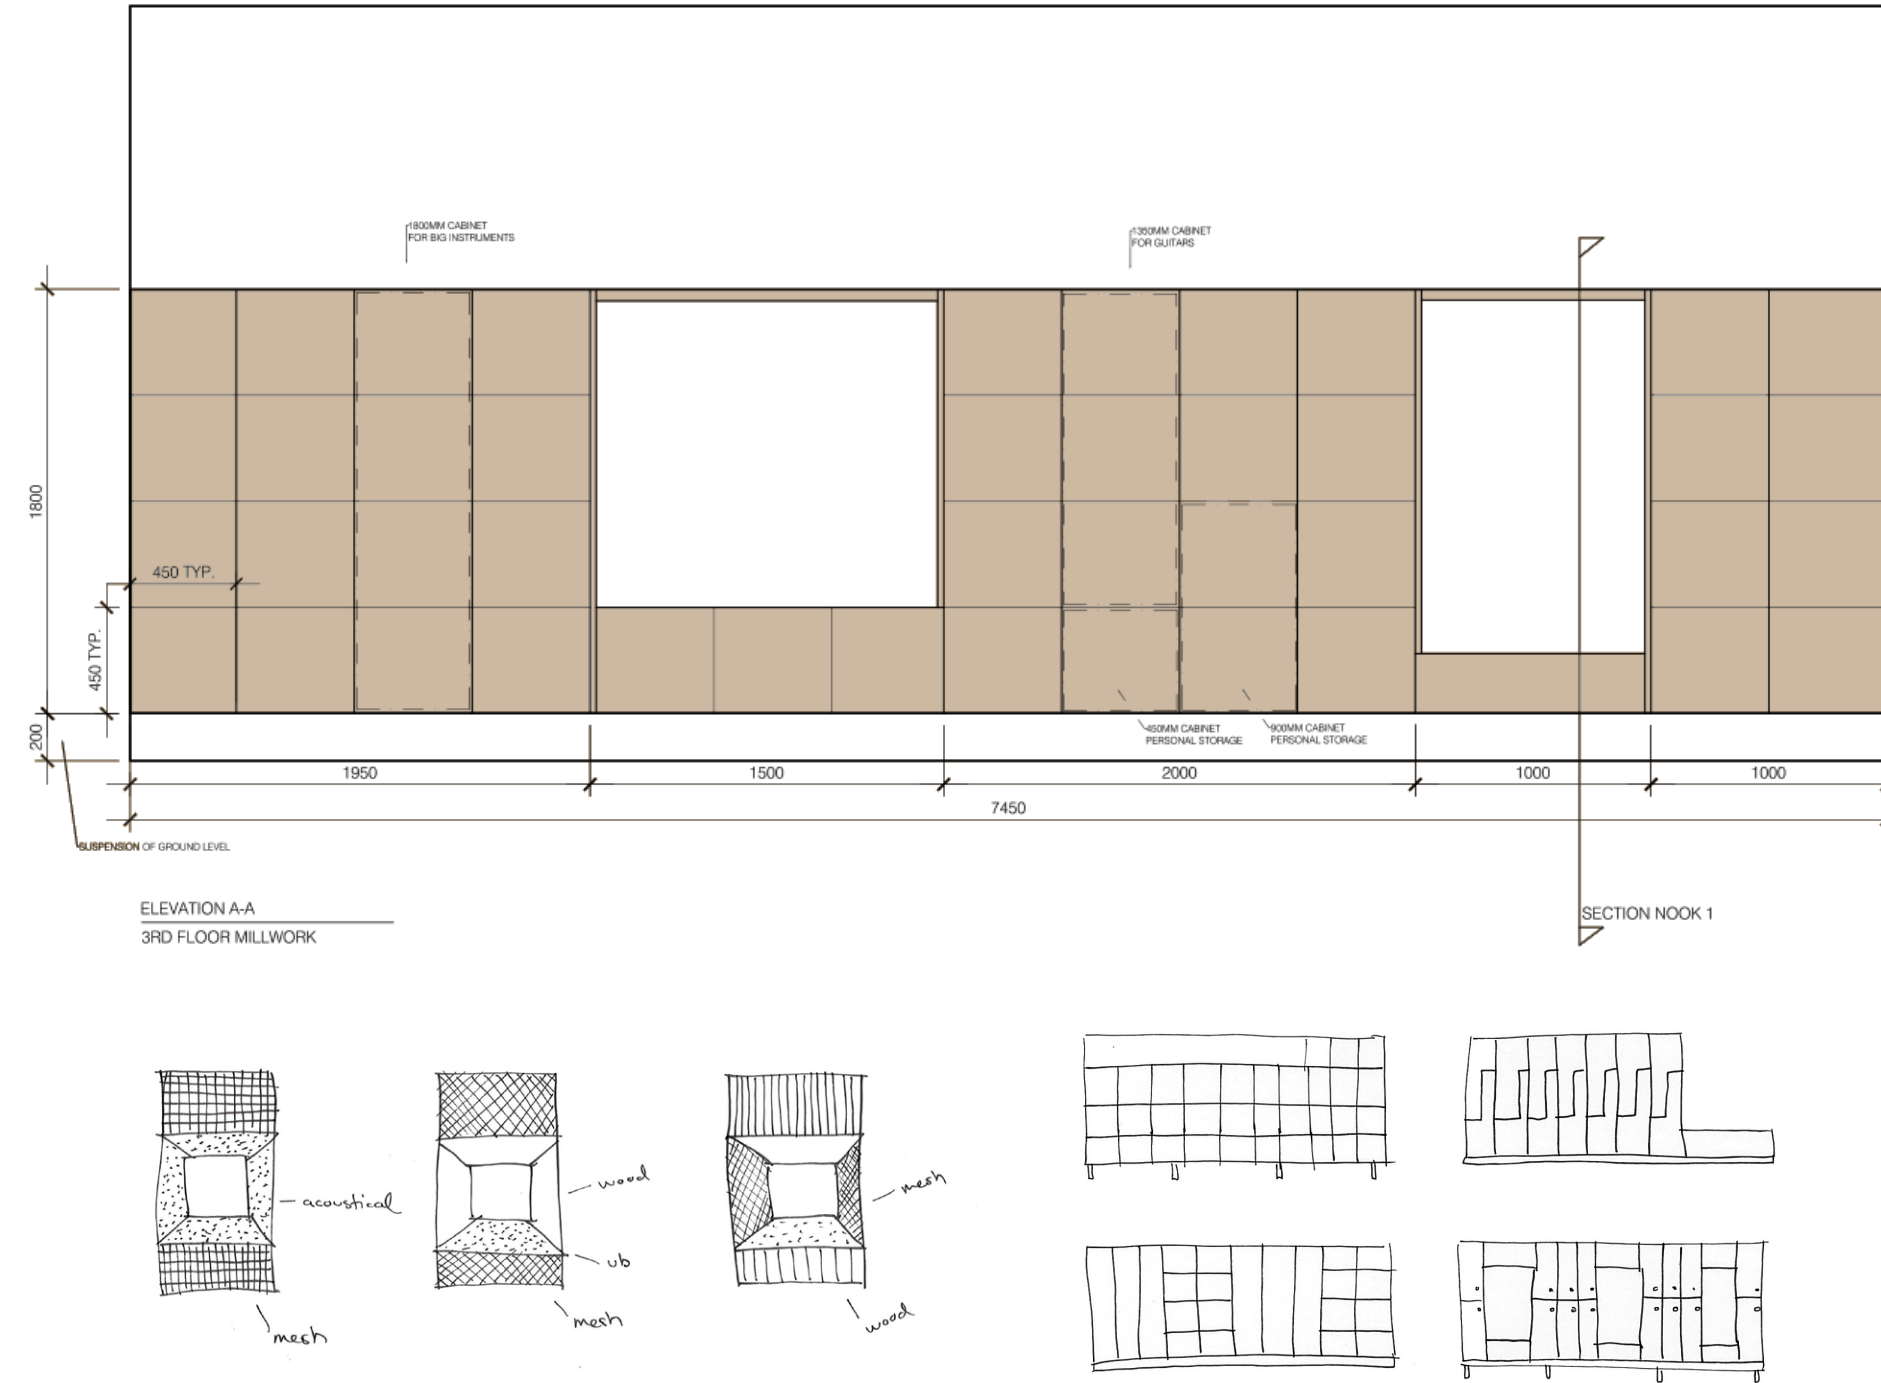 1800MM CABINET
FOR BIG INSTRUMENTS
1350MM CABINET
FOR GUITARS
1800
450 TYP.
450 TYP.
200
450MM CABINET
PERSONAL STORAGE
900MM CABINET
PERSONAL STORAGE
1950
1500
2000
1000
1000
7450
SUSPENSION OF GROUND LEVEL
ELEVATION A-A
3RD FLOOR MILLWORK
SECTION NOOK 1
acoustical
mesh
wood
ub
mesh
mesh
wood